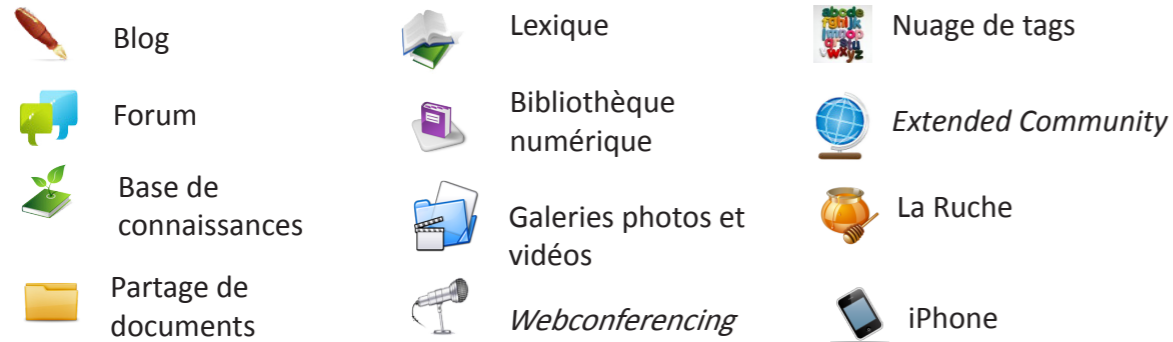 Blog
Forum
Base de
connaissances
Partage de
documents
Lexique
Bibliothèque
numérique
Galeries photos et
vidéos
Webconferencing
Nuage de tags
Extended Community
La Ruche
iPhone